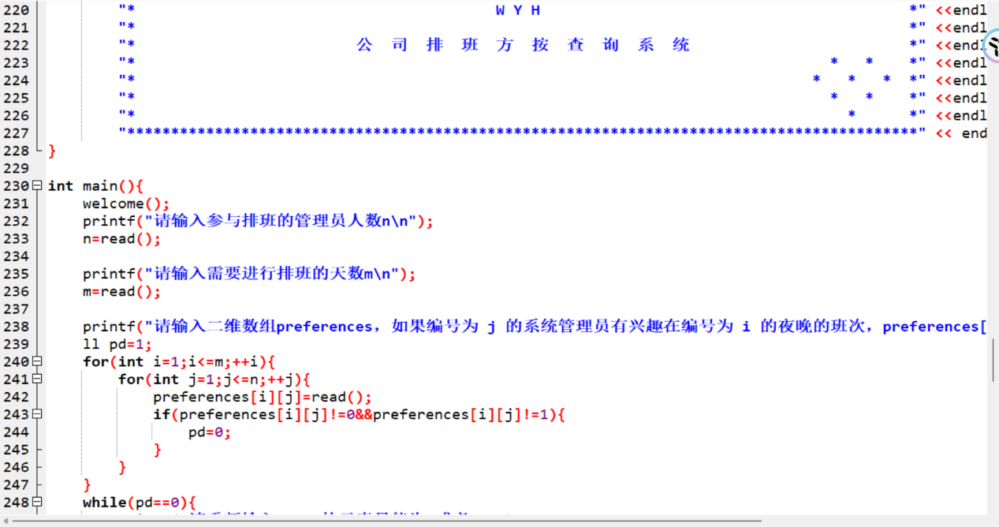 220 "* W Y H *" <<endl
221 "* *" <<endl
222 "* 公 司 排 班 方 按 查 询 系 统 *" <<endl
223 "* * * *" <<endl
224 "* * * * *" <<endl
225 "* * * *" <<endl
226 "* * *" <<endl
227 "******************************************************************************************" << end
228 }
229
230 int main(){
231 welcome();
232 printf("请输入参与排班的管理员人数n\n");
233 n=read();
234
235 printf("请输入需要进行排班的天数m\n");
236 m=read();
237
238 printf("请输入二维数组preferences，如果编号为 j 的系统管理员有兴趣在编号为 i 的夜晚的班次，preferences[
239 ll pd=1;
240 for(int i=1;i<=m;++i){
241 for(int j=1;j<=n;++j){
242 preferences[i][j]=read();
243 if(preferences[i][j]!=0&&preferences[i][j]!=1){
244 pd=0;
245 }
246 }
247 }
248 while(pd==0){